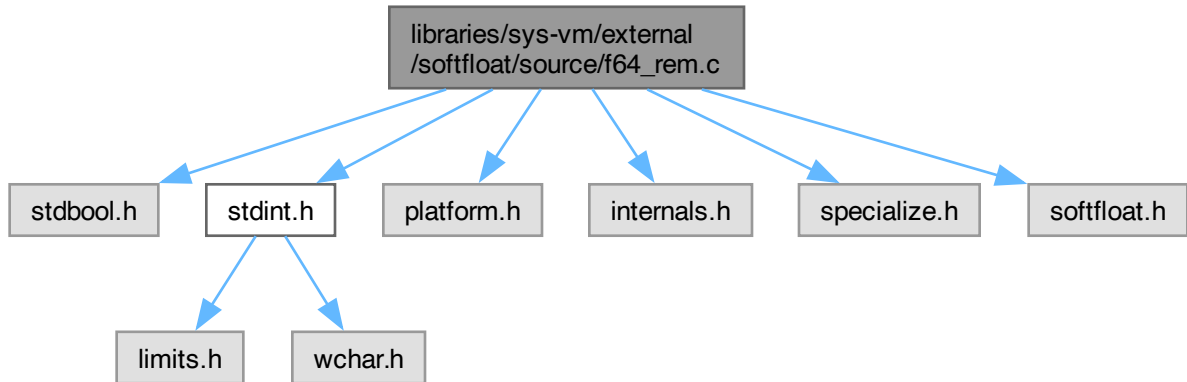 libraries/sys-vm/external
/softfloat/source/f64_rem.c
stdbool.h
stdint.h
platform.h
internals.h
specialize.h
softfloat.h
limits.h
wchar.h